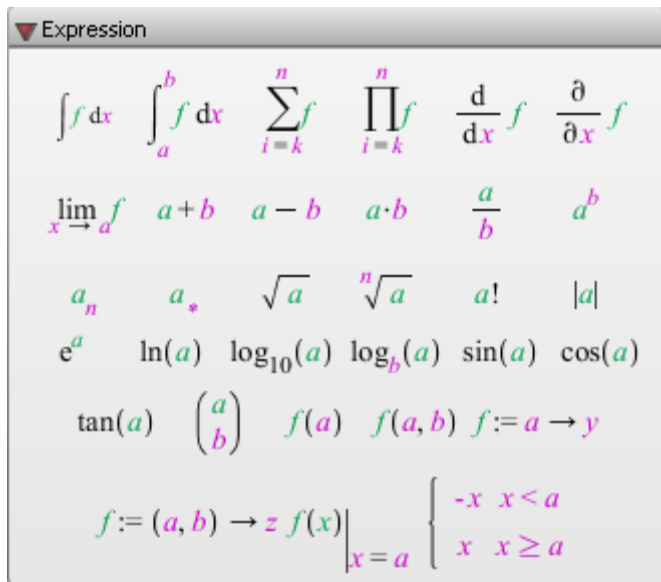 Expression
∫ f dx ∫_a^b f dx ∑_{i=k}^n f ∏_{i=k}^n f d/dx f ∂/∂x f
lim_{x→a} f a+b a−b a·b a/b a^b
a_n a_* √a ^n√a a! |a|
e^a ln(a) log_10(a) log_b(a) sin(a) cos(a)
tan(a) (a b) f(a) f(a, b) f := a → y
f := (a, b) → z f(x)|_{x = a} { -x x < a
x x ≥ a